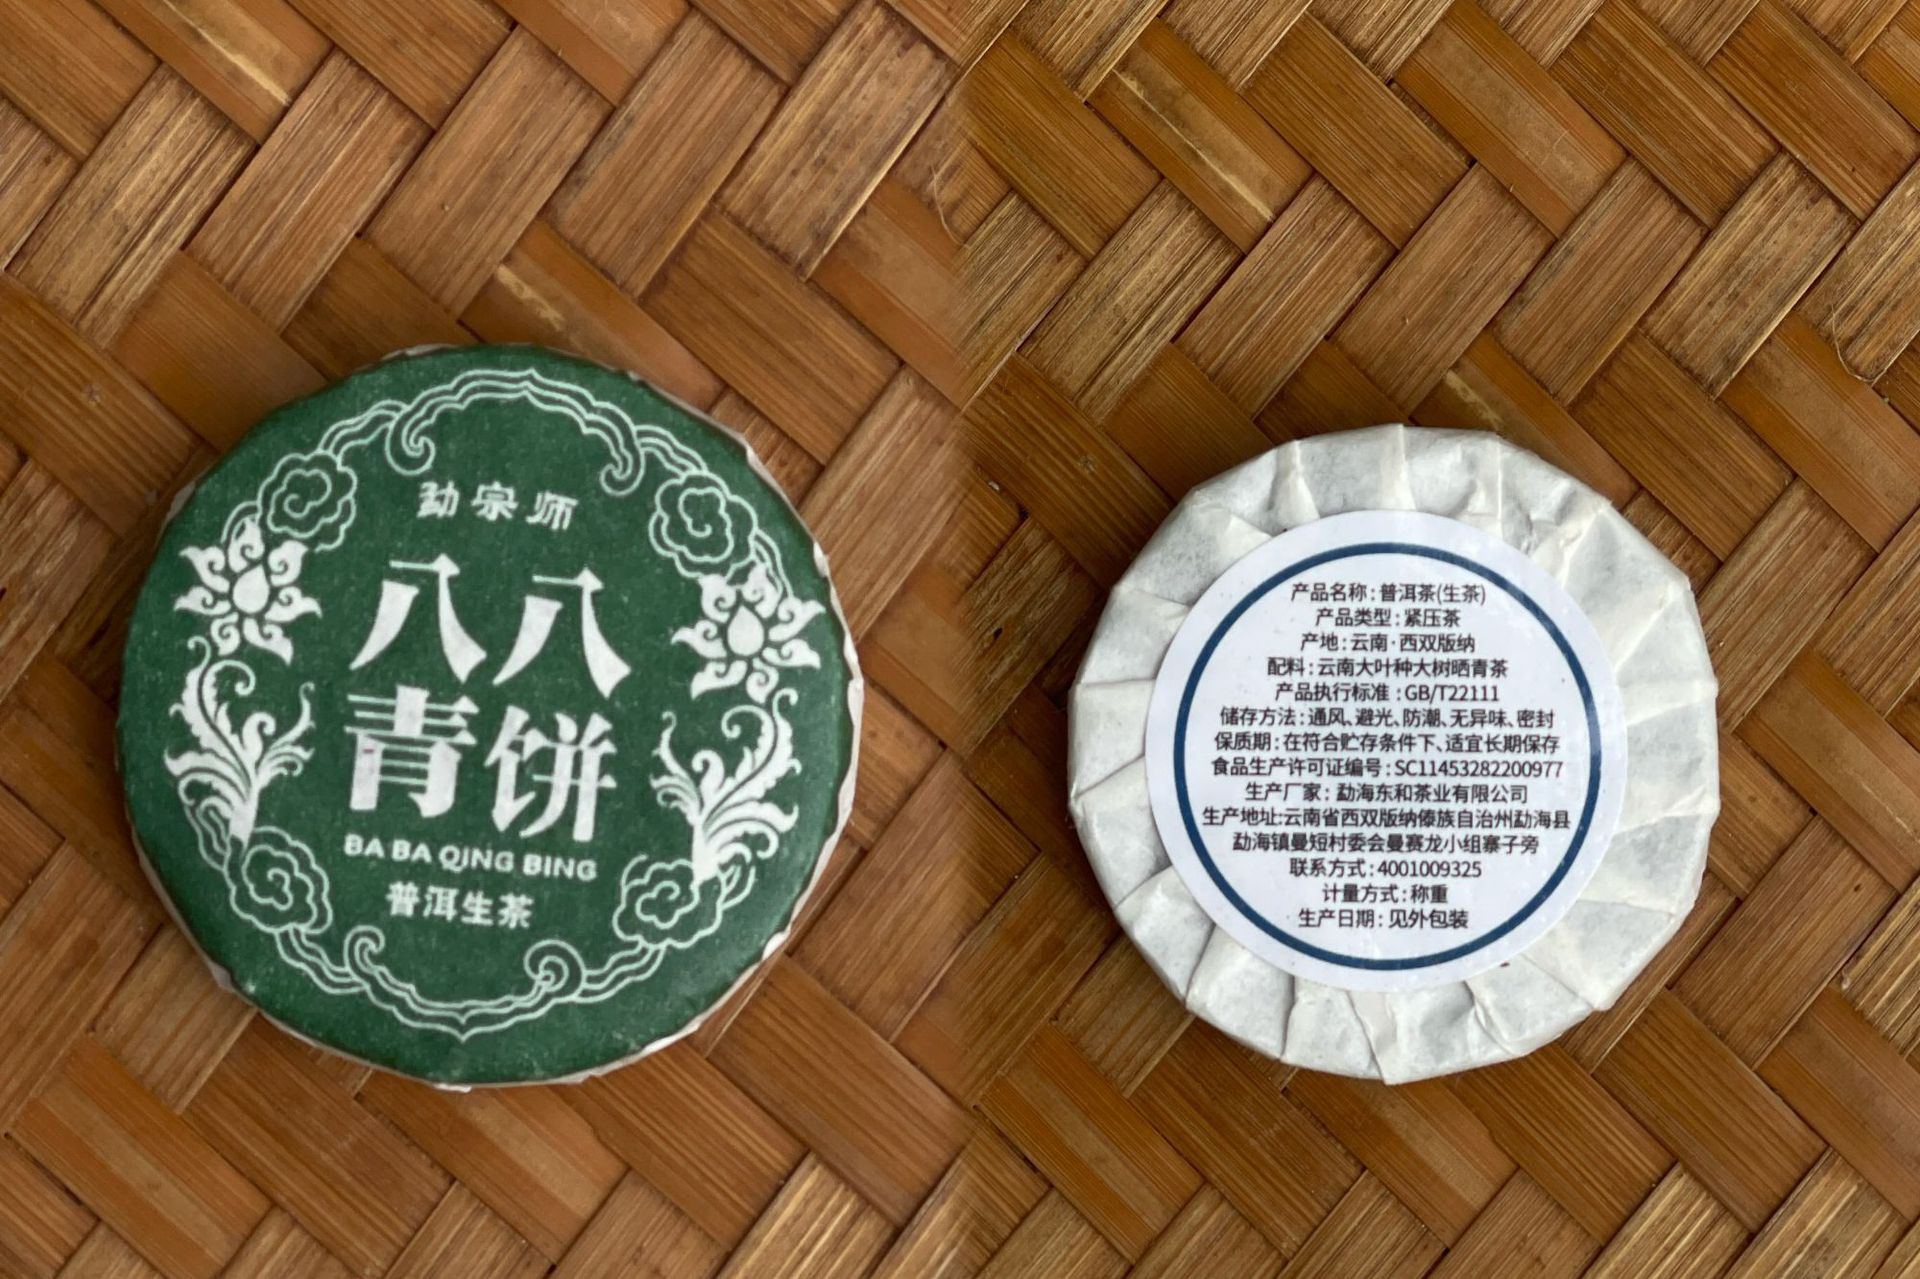 勐宗师
八八
青饼
BA BA QING BING
普洱生茶
产品名称:普洱茶(生茶)
产品类型:紧压茶
产地:云南·西双版纳
配料:云南大叶种大树晒青茶
产品执行标准:GB/T22111
储存方法:通风、避光、防潮、无异味、密封
保质期:在符合贮存条件下、适宜长期保存
食品生产许可证编号:SC11453282200977
生产厂家:勐海东和茶业有限公司
生产地址:云南省西双版纳傣族自治州勐海县
勐海镇曼短村委会曼赛龙小组寨子旁
联系方式:4001009325
计量方式:称重
生产日期:见外包装